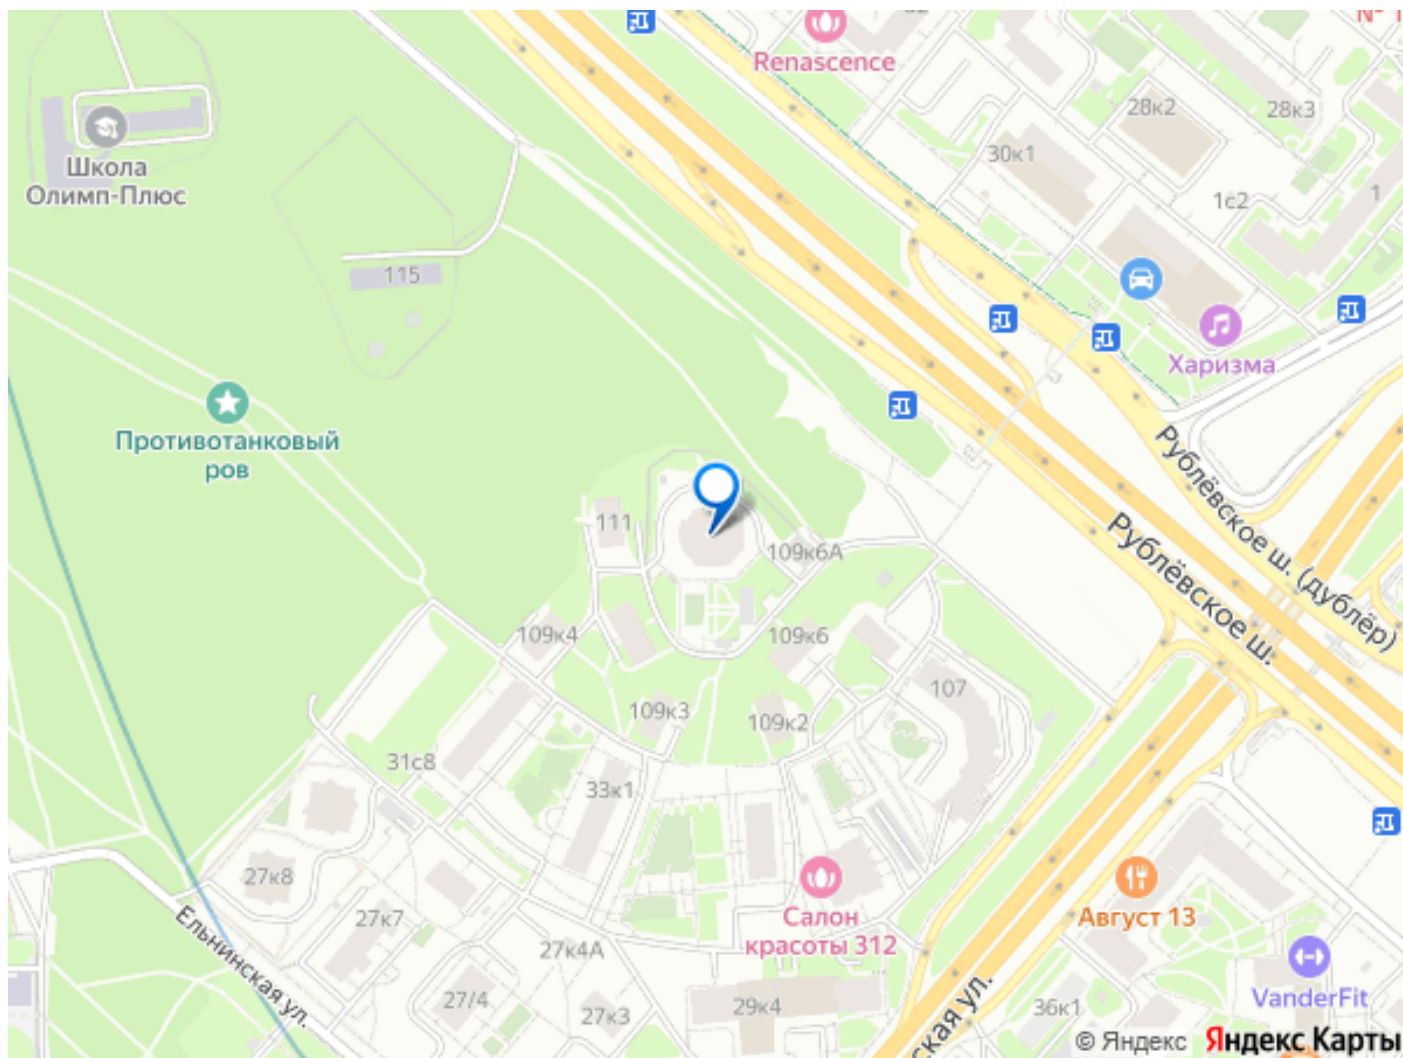 Renascence
28к2
28к3
30к1
Школа
Олимп-Плюс
1с2
1
115
Харизма
Противотанковый
ров
Рублёвское ш. (дублёр)
Рублёвское ш.
111
109к6А
109к4
109к6
107
109к3
109к2
31с8
33к1
27к8
Салон
красоты 312
Август 13
27к7
Ельнинская ул.
27к4А
27/4
27к3
29к4
ская ул.
36к1
VanderFit
© Яндекс Яндекс Карты